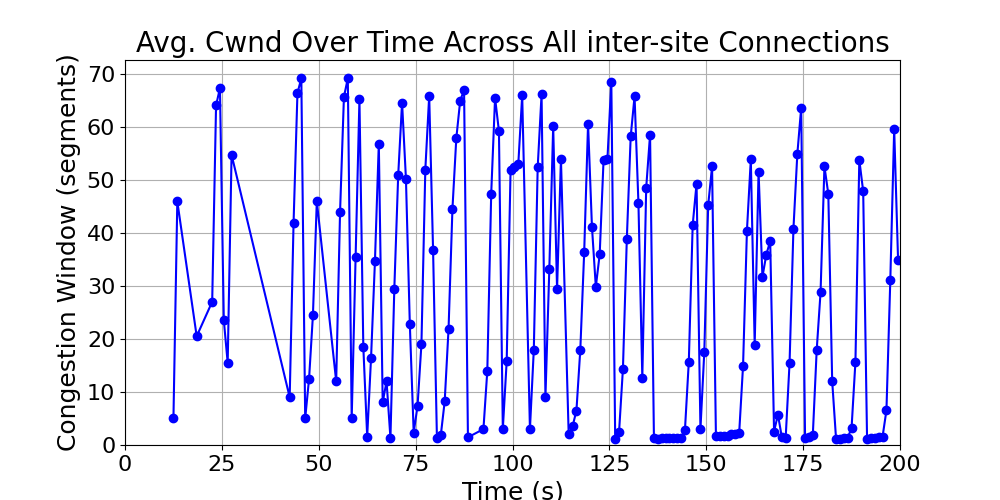 Avg. Cwnd Over Time Across All inter-site Connections
Congestion Window (segments)
70
60
50
40
30
20
10
0
0 25 50 75 100 125 150 175 200
Time (s)